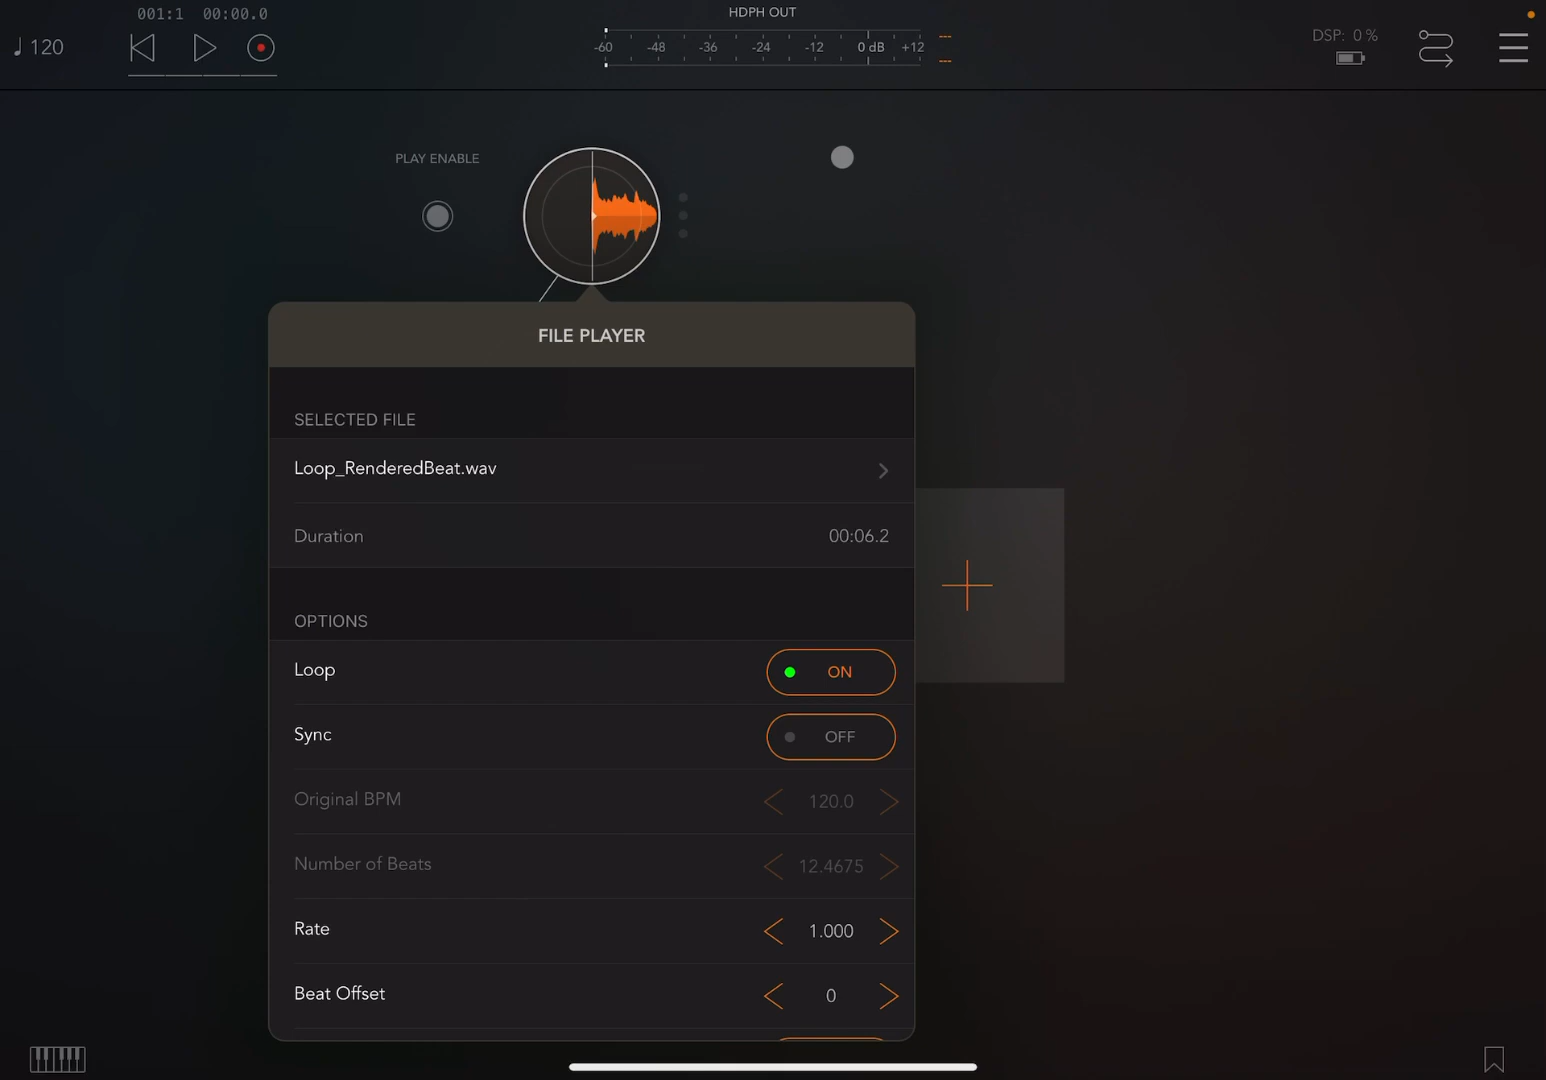 001:1 00:00.0
HDPH OUT
♩ 120
-60 -48 -36 -24 -12 0 dB +12
---
---
DSP: 0 %
PLAY ENABLE
FILE PLAYER
SELECTED FILE
Loop_RenderedBeat.wav
Duration 00:06.2
OPTIONS
Loop ON
Sync OFF
Original BPM 120.0
Number of Beats 12.4675
Rate 1.000
Beat Offset 0